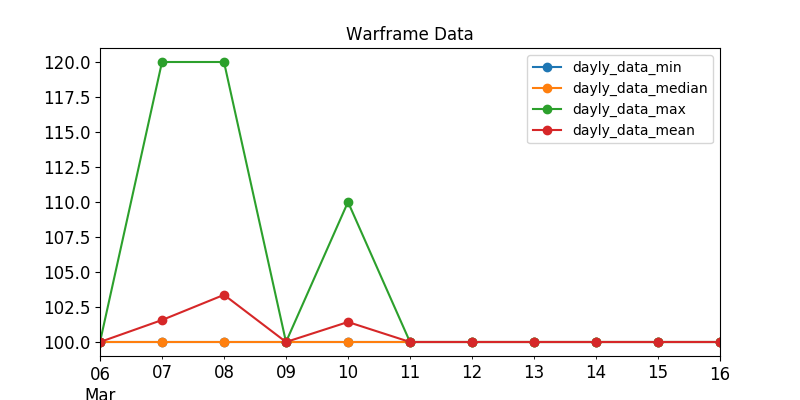 Warframe Data
120.0
117.5
115.0
112.5
110.0
107.5
105.0
102.5
100.0
dayly_data_min
dayly_data_median
dayly_data_max
dayly_data_mean
06 07 08 09 10 11 12 13 14 15 16
Mar